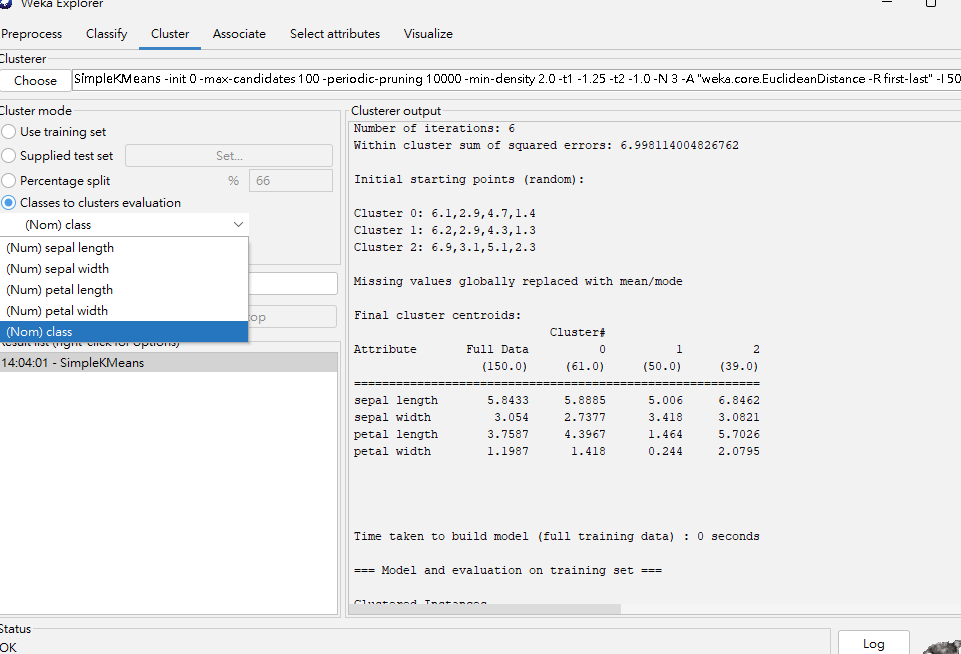 Weka Explorer
Preprocess Classify Cluster Associate Select attributes Visualize
Clusterer
Choose SimpleKMeans -init 0 -max-candidates 100 -periodic-pruning 10000 -min-density 2.0 -t1 -1.25 -t2 -1.0 -N 3 -A "weka.core.EuclideanDistance -R first-last" -I 50
Cluster mode
Use training set
Supplied test set Set...
Percentage split % 66
Classes to clusters evaluation
(Nom) class
(Num) sepal length
(Num) sepal width
(Num) petal length
(Num) petal width
(Nom) class
Result list (right-click for options)
14:04:01 - SimpleKMeans
Clusterer output
Number of iterations: 6
Within cluster sum of squared errors: 6.998114004826762
Initial starting points (random):
Cluster 0: 6.1,2.9,4.7,1.4
Cluster 1: 6.2,2.9,4.3,1.3
Cluster 2: 6.9,3.1,5.1,2.3
Missing values globally replaced with mean/mode
Final cluster centroids:
Cluster#
Attribute Full Data 0 1 2
(150.0) (61.0) (50.0) (39.0)
==========================================================
sepal length 5.8433 5.8885 5.006 6.8462
sepal width 3.054 2.7377 3.418 3.0821
petal length 3.7587 4.3967 1.464 5.7026
petal width 1.1987 1.418 0.244 2.0795
Time taken to build model (full training data) : 0 seconds
=== Model and evaluation on training set ===
Clustered Instances
Status
OK
Log